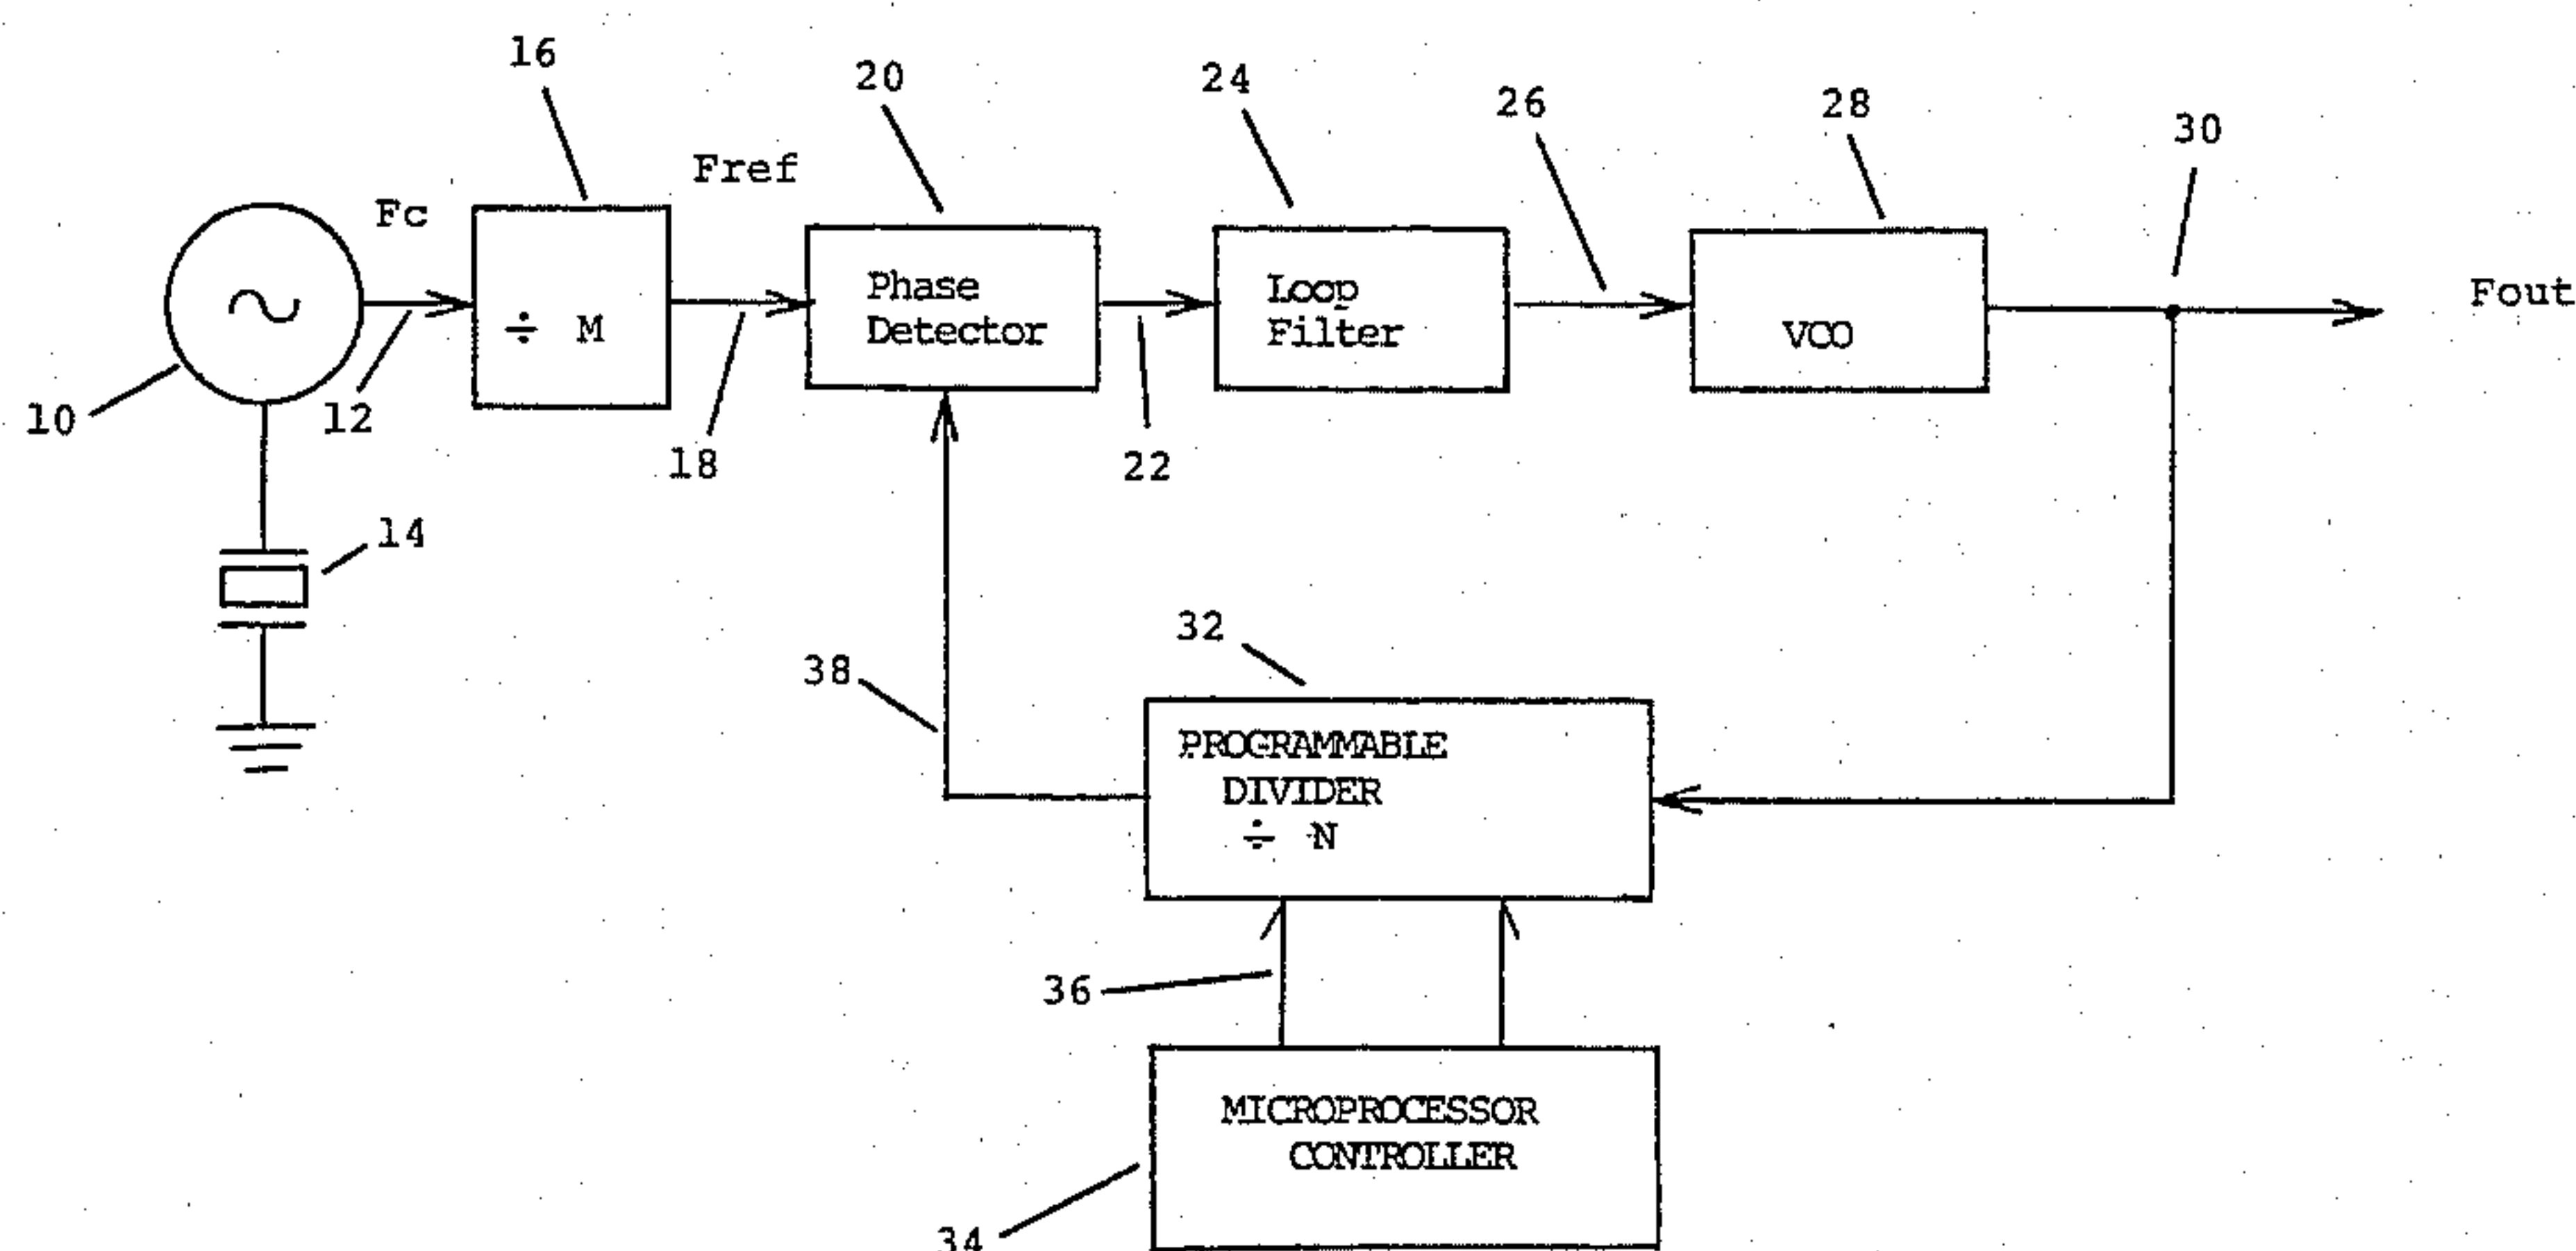 16
20
24
26
28
30
Fc
Fref
Fout
÷ M
Phase
Detector
Loop
Filter
VCO
10
12
18
22
14
32
38
PROGRAMMABLE
DIVIDER
÷ N
36
MICROPROCESSOR
CONTROLLER
34